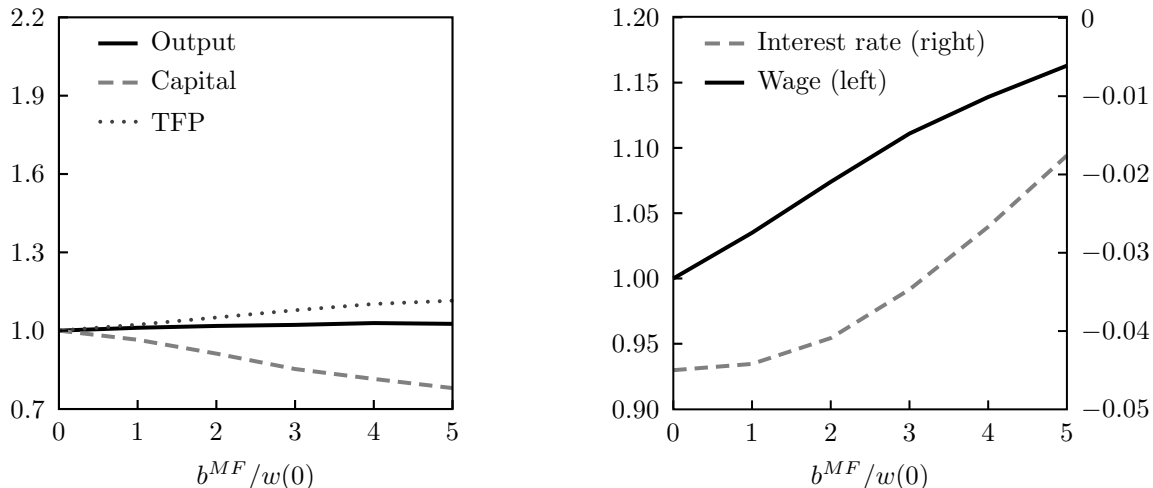 2.2
1.9
1.6
1.3
1.0
0.7
Output
Capital
TFP
0 1 2 3 4 5
b^{MF}/w(0)
1.20
1.15
1.10
1.05
1.00
0.95
0.90
Interest rate (right)
Wage (left)
0
−0.01
−0.02
−0.03
−0.04
−0.05
0 1 2 3 4 5
b^{MF}/w(0)